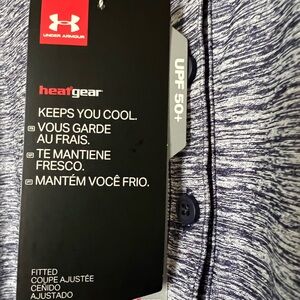 UNDER ARMOUR
heatgear
UPF 50+
KEEPS YOU COOL.
VOUS GARDE
AU FRAIS.
TE MANTIENE
FRESCO.
MANTÉM VOCÊ FRIO.
FITTED
COUPE AJUSTÉE
CEÑIDO
AJUSTADO